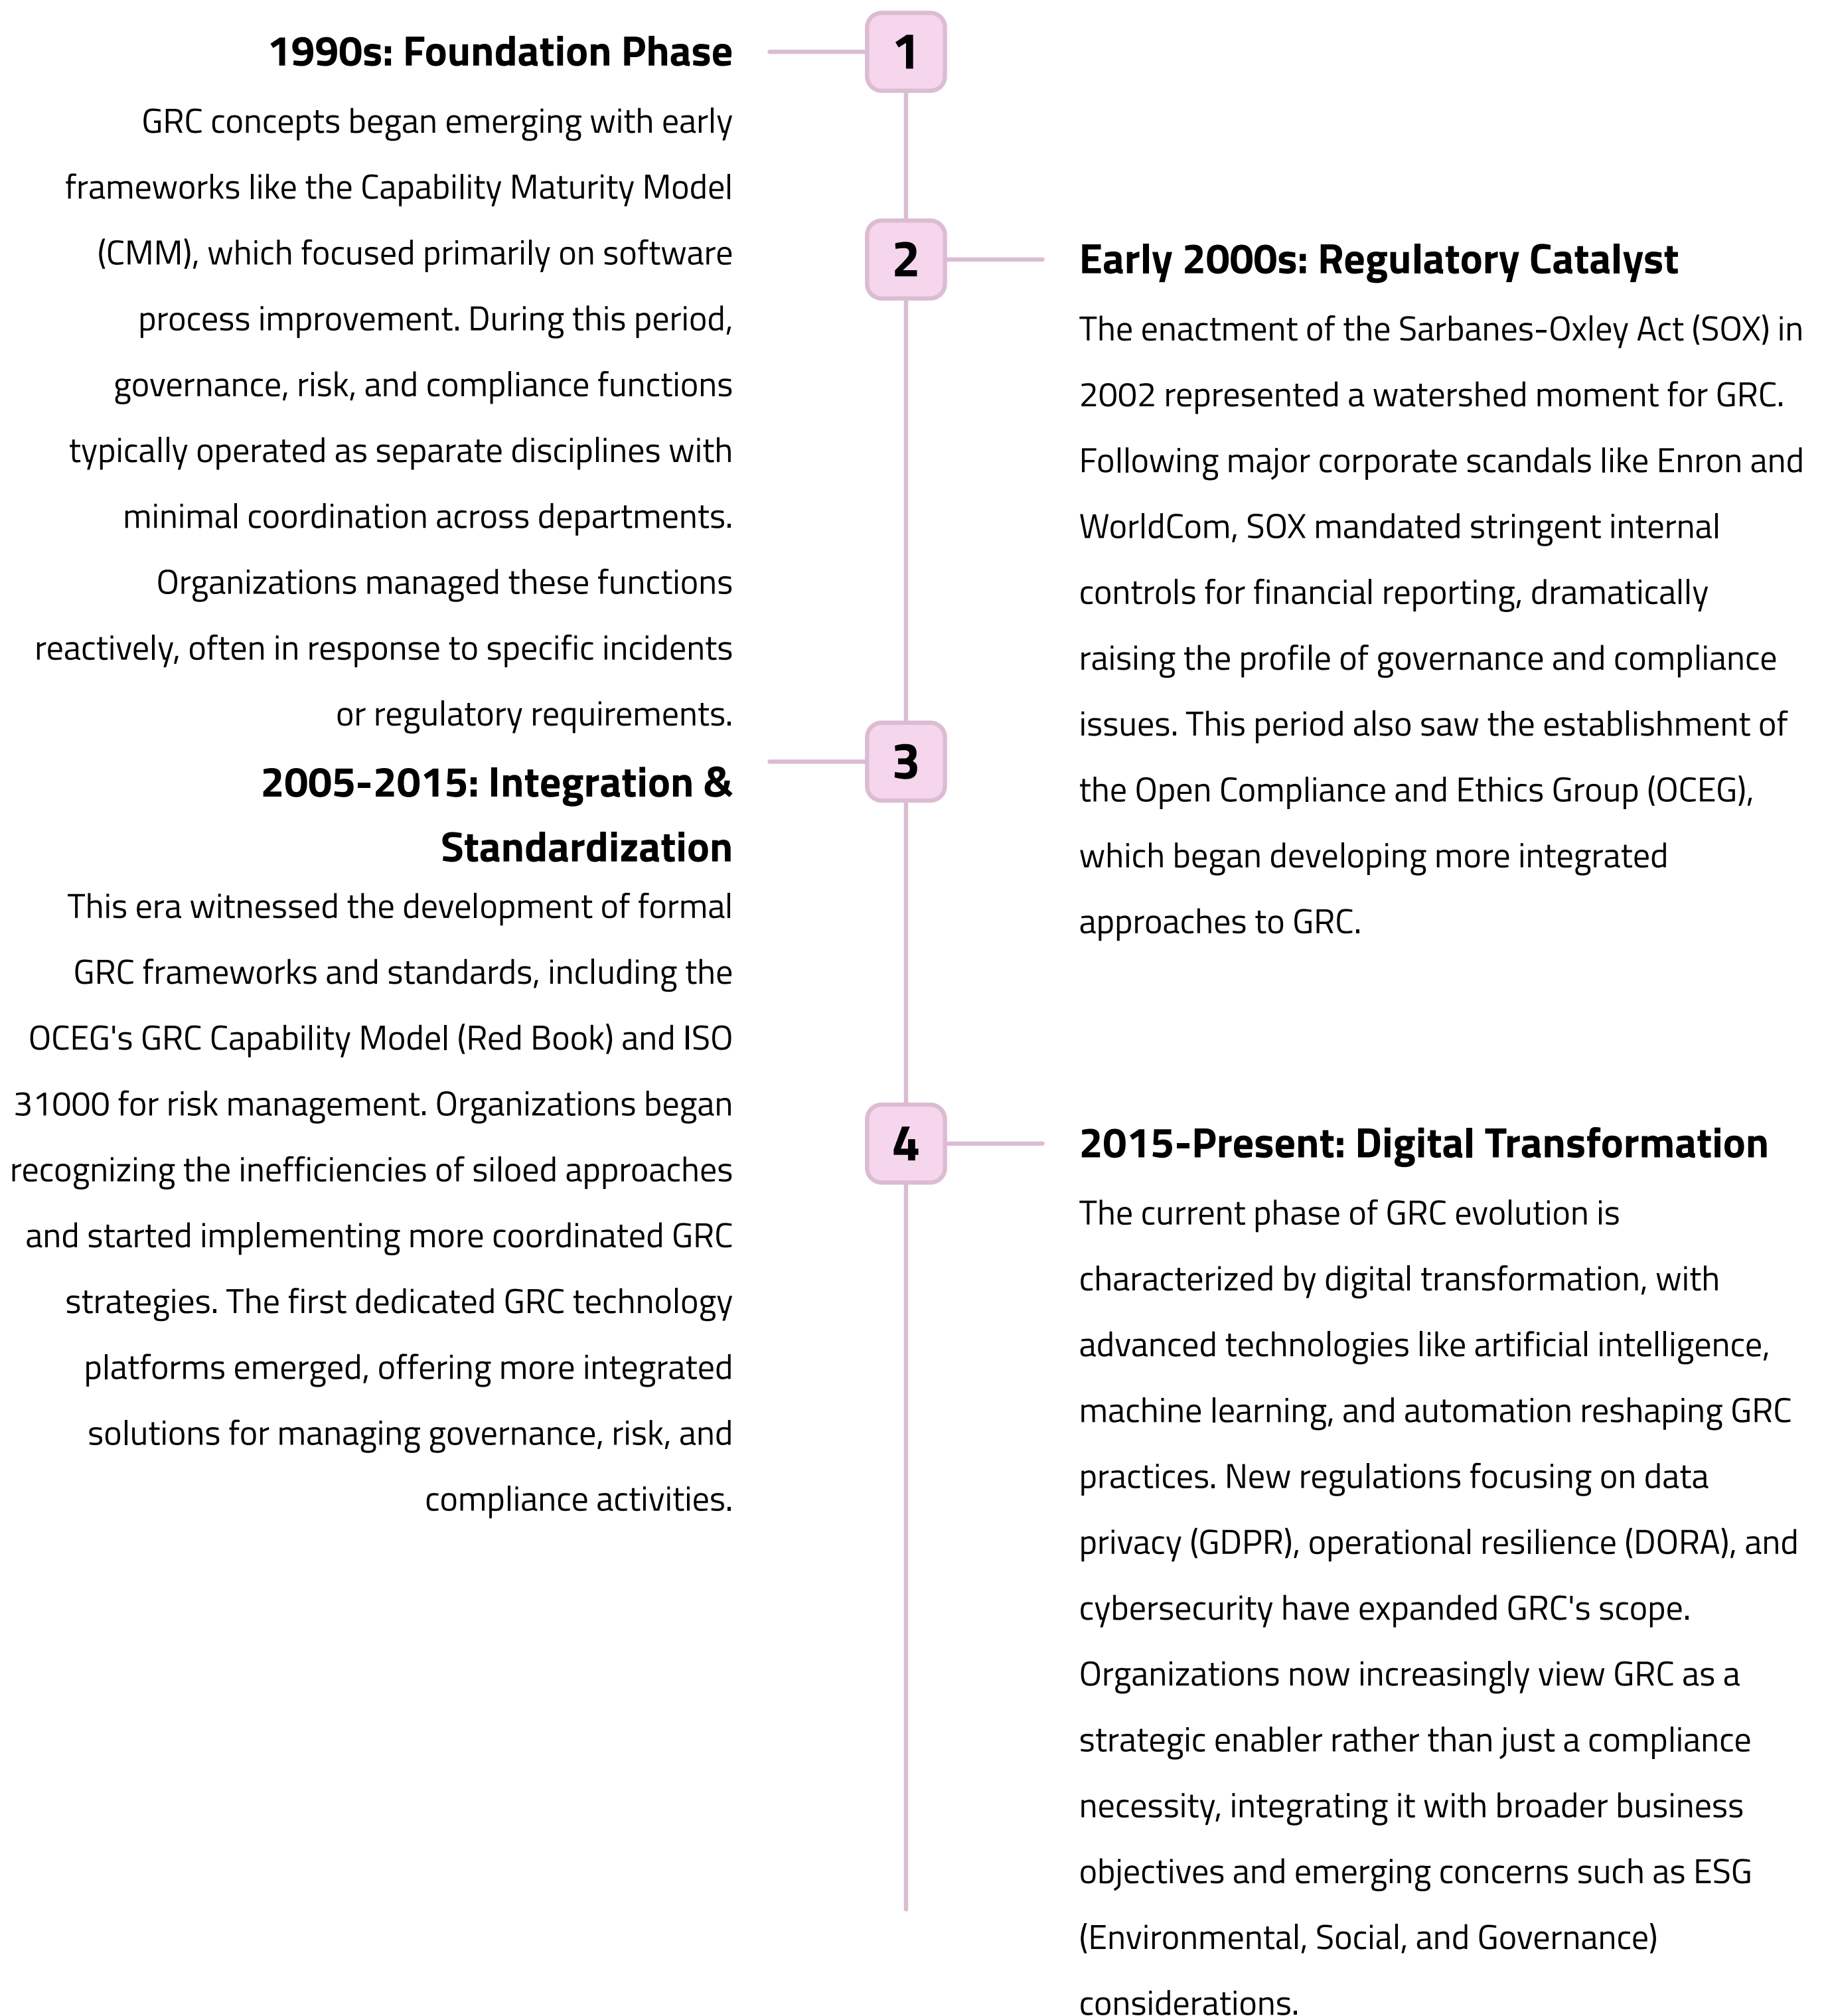 1
1990s: Foundation Phase
GRC concepts began emerging with early
frameworks like the Capability Maturity Model
(CMM), which focused primarily on software
process improvement. During this period,
governance, risk, and compliance functions
typically operated as separate disciplines with
minimal coordination across departments.
Organizations managed these functions
reactively, often in response to specific incidents
or regulatory requirements.
2
Early 2000s: Regulatory Catalyst
The enactment of the Sarbanes-Oxley Act (SOX) in
2002 represented a watershed moment for GRC.
Following major corporate scandals like Enron and
WorldCom, SOX mandated stringent internal
controls for financial reporting, dramatically
raising the profile of governance and compliance
issues. This period also saw the establishment of
the Open Compliance and Ethics Group (OCEG),
which began developing more integrated
approaches to GRC.
3
2005-2015: Integration &
Standardization
This era witnessed the development of formal
GRC frameworks and standards, including the
OCEG's GRC Capability Model (Red Book) and ISO
31000 for risk management. Organizations began
recognizing the inefficiencies of siloed approaches
and started implementing more coordinated GRC
strategies. The first dedicated GRC technology
platforms emerged, offering more integrated
solutions for managing governance, risk, and
compliance activities.
4
2015-Present: Digital Transformation
The current phase of GRC evolution is
characterized by digital transformation, with
advanced technologies like artificial intelligence,
machine learning, and automation reshaping GRC
practices. New regulations focusing on data
privacy (GDPR), operational resilience (DORA), and
cybersecurity have expanded GRC's scope.
Organizations now increasingly view GRC as a
strategic enabler rather than just a compliance
necessity, integrating it with broader business
objectives and emerging concerns such as ESG
(Environmental, Social, and Governance)
considerations.